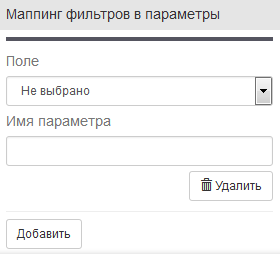 Маппинг фильтров в параметры
Поле
Не выбрано
Имя параметра
Удалить
Добавить